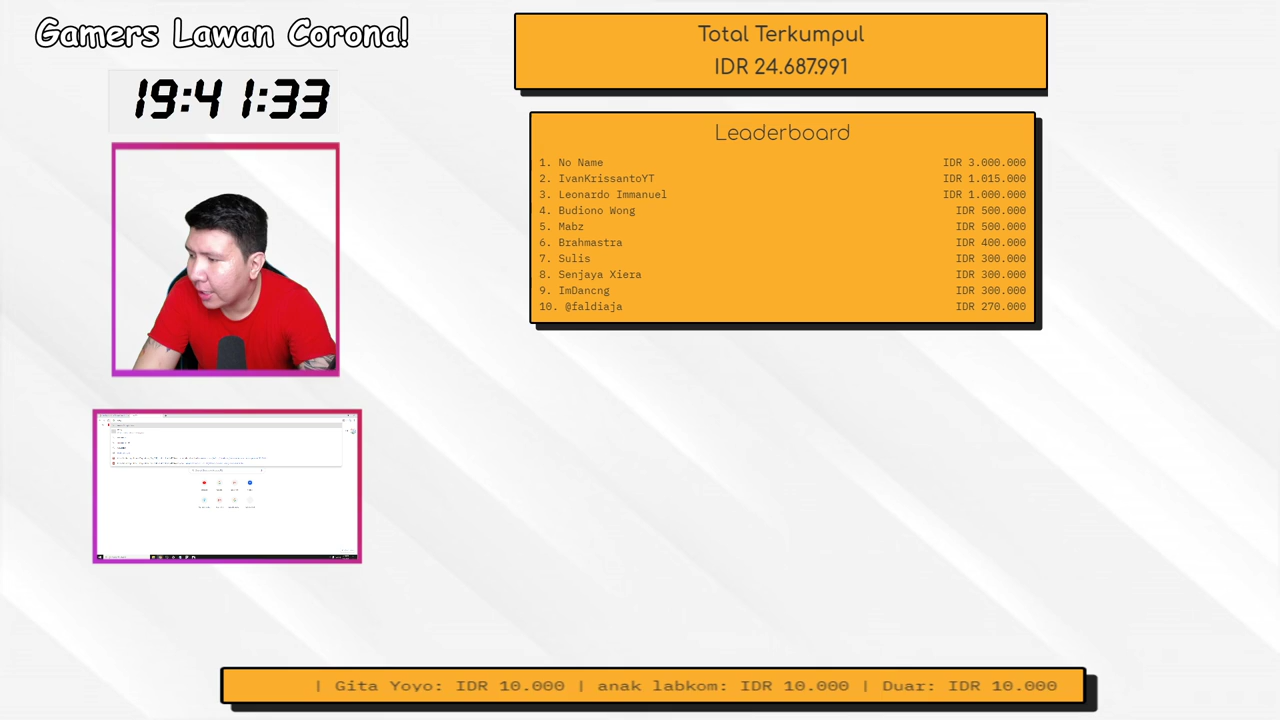 Gamers Lawan Corona!
19:41:33
Total Terkumpul
IDR 24.687.991
Leaderboard
1. No Name IDR 3.000.000
2. IvanKrissantoYT IDR 1.015.000
3. Leonardo Immanuel IDR 1.000.000
4. Budiono Wong IDR 500.000
5. Mabz IDR 500.000
6. Brahmastra IDR 400.000
7. Sulis IDR 300.000
8. Senjaya Xiera IDR 300.000
9. ImDancng IDR 300.000
10. @faldiaja IDR 270.000
| Gita Yoyo: IDR 10.000 | anak labkom: IDR 10.000 | Duar: IDR 10.000